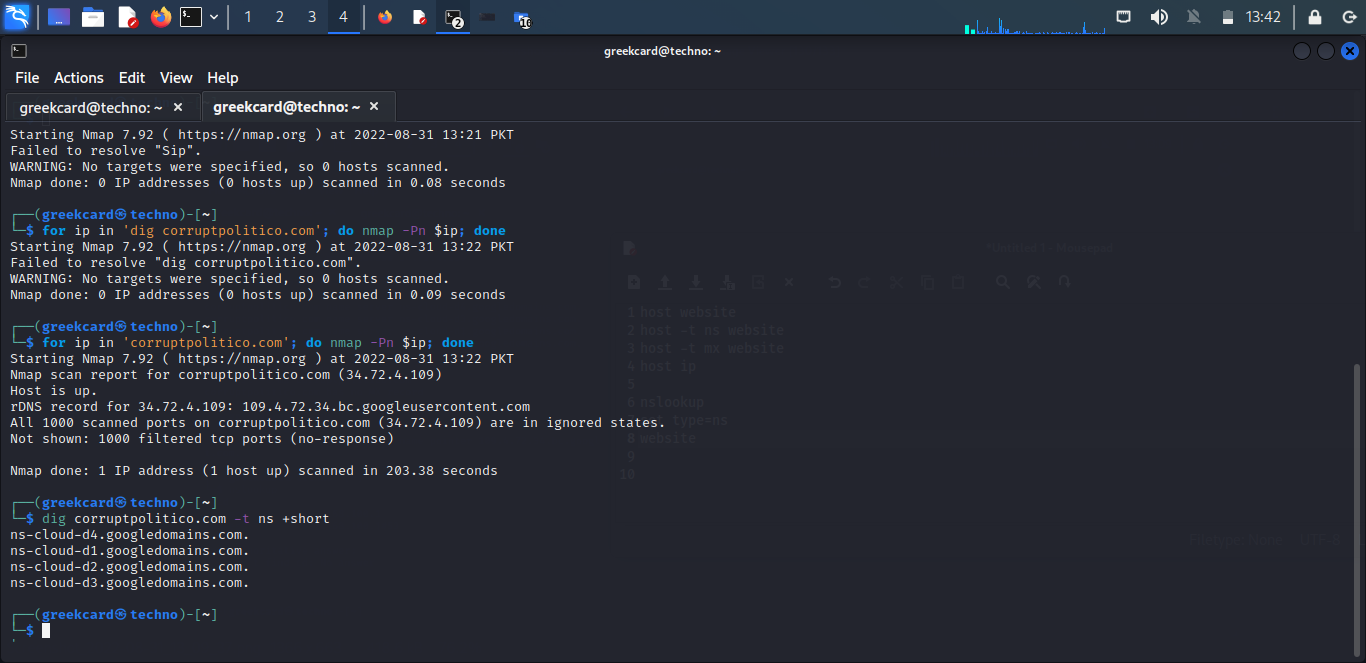 1 2 3 4 2 10 13:42
greekcard@techno: ~
File Actions Edit View Help
greekcard@techno: ~ × greekcard@techno: ~ ×
Starting Nmap 7.92 ( https://nmap.org ) at 2022-08-31 13:21 PKT
Failed to resolve "Sip".
WARNING: No targets were specified, so 0 hosts scanned.
Nmap done: 0 IP addresses (0 hosts up) scanned in 0.08 seconds
┌──(greekcard㉿techno)-[~]
└─$ for ip in 'dig corruptpolitico.com'; do nmap -Pn $ip; done
Starting Nmap 7.92 ( https://nmap.org ) at 2022-08-31 13:22 PKT
Failed to resolve "dig corruptpolitico.com".
WARNING: No targets were specified, so 0 hosts scanned.
Nmap done: 0 IP addresses (0 hosts up) scanned in 0.09 seconds
┌──(greekcard㉿techno)-[~]
└─$ for ip in 'corruptpolitico.com'; do nmap -Pn $ip; done
Starting Nmap 7.92 ( https://nmap.org ) at 2022-08-31 13:22 PKT
Nmap scan report for corruptpolitico.com (34.72.4.109)
Host is up.
rDNS record for 34.72.4.109: 109.4.72.34.bc.googleusercontent.com
All 1000 scanned ports on corruptpolitico.com (34.72.4.109) are in ignored states.
Not shown: 1000 filtered tcp ports (no-response)
Nmap done: 1 IP address (1 host up) scanned in 203.38 seconds
┌──(greekcard㉿techno)-[~]
└─$ dig corruptpolitico.com -t ns +short
ns-cloud-d4.googledomains.com.
ns-cloud-d1.googledomains.com.
ns-cloud-d2.googledomains.com.
ns-cloud-d3.googledomains.com.
┌──(greekcard㉿techno)-[~]
└─$
*Untitled 1 - Mousepad
1 host website
2 host -t ns website
3 host -t mx website
4 host ip
5
6 nslookup
type=ns
8 website
9
10
Filetype: None UTF-8